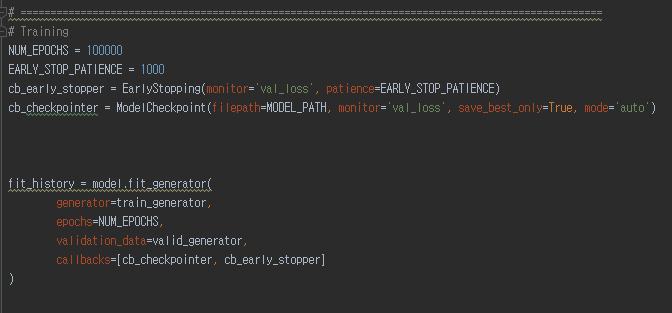 # =================================================================================================
# Training
NUM_EPOCHS = 100000
EARLY_STOP_PATIENCE = 1000
cb_early_stopper = EarlyStopping(monitor='val_loss', patience=EARLY_STOP_PATIENCE)
cb_checkpointer = ModelCheckpoint(filepath=MODEL_PATH, monitor='val_loss', save_best_only=True, mode='auto')
fit_history = model.fit_generator(
        generator=train_generator,
        epochs=NUM_EPOCHS,
        validation_data=valid_generator,
        callbacks=[cb_checkpointer, cb_early_stopper]
)